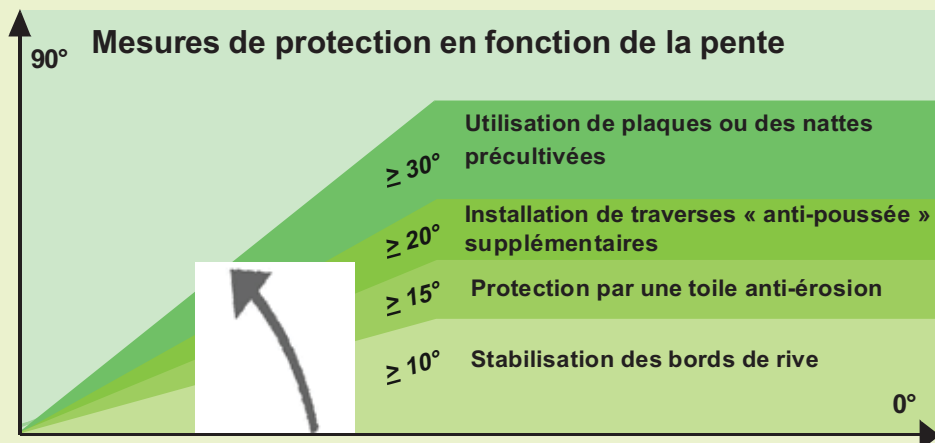 90°
Mesures de protection en fonction de la pente
≥ 30°
Utilisation de plaques ou des nattes
précultivées
≥ 20°
Installation de traverses « anti-poussée »
supplémentaires
≥ 15°
Protection par une toile anti-érosion
≥ 10°
Stabilisation des bords de rive
0°